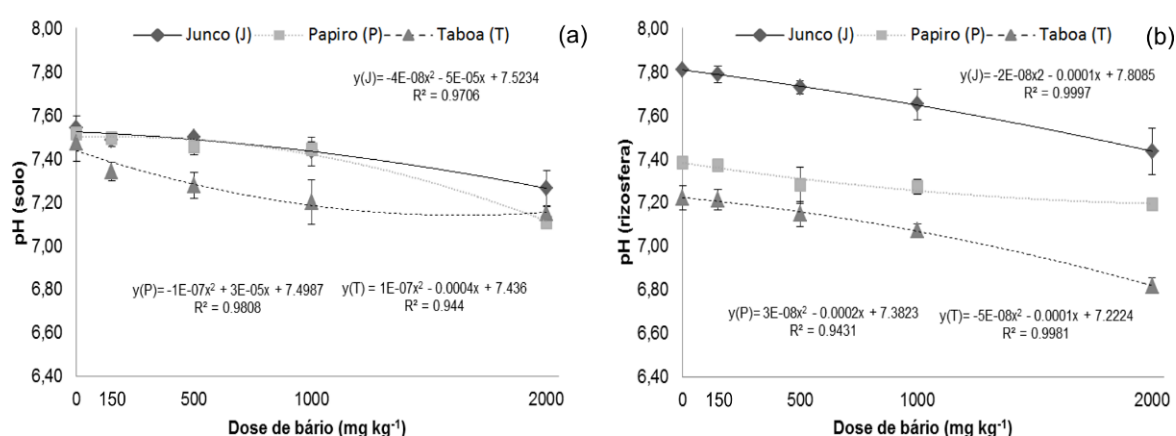 8,00
7,80
7,60
7,40
7,20
7,00
6,80
6,60
6,40
pH (solo)
Junco (J) Papiro (P) Taboa (T)
(a)
y(J)= -4E-08x² - 5E-05x + 7.5234
R² = 0.9706
y(P)= -1E-07x² + 3E-05x + 7.4987
R² = 0.9808
y(T) = 1E-07x² - 0.0004x + 7.436
R² = 0.944
0 150 500 1000 2000
Dose de bário (mg kg⁻¹)
8,00
7,80
7,60
7,40
7,20
7,00
6,80
6,60
6,40
pH (rizosfera)
Junco (J) Papiro (P) Taboa (T)
(b)
y(J)= -2E-08x2 - 0.0001x + 7.8085
R² = 0.9997
y(P)= 3E-08x² - 0.0002x + 7.3823
R² = 0.9431
y(T)= -5E-08x² - 0.0001x + 7.2224
R² = 0.9981
0 150 500 1000 2000
Dose de bário (mg kg⁻¹)